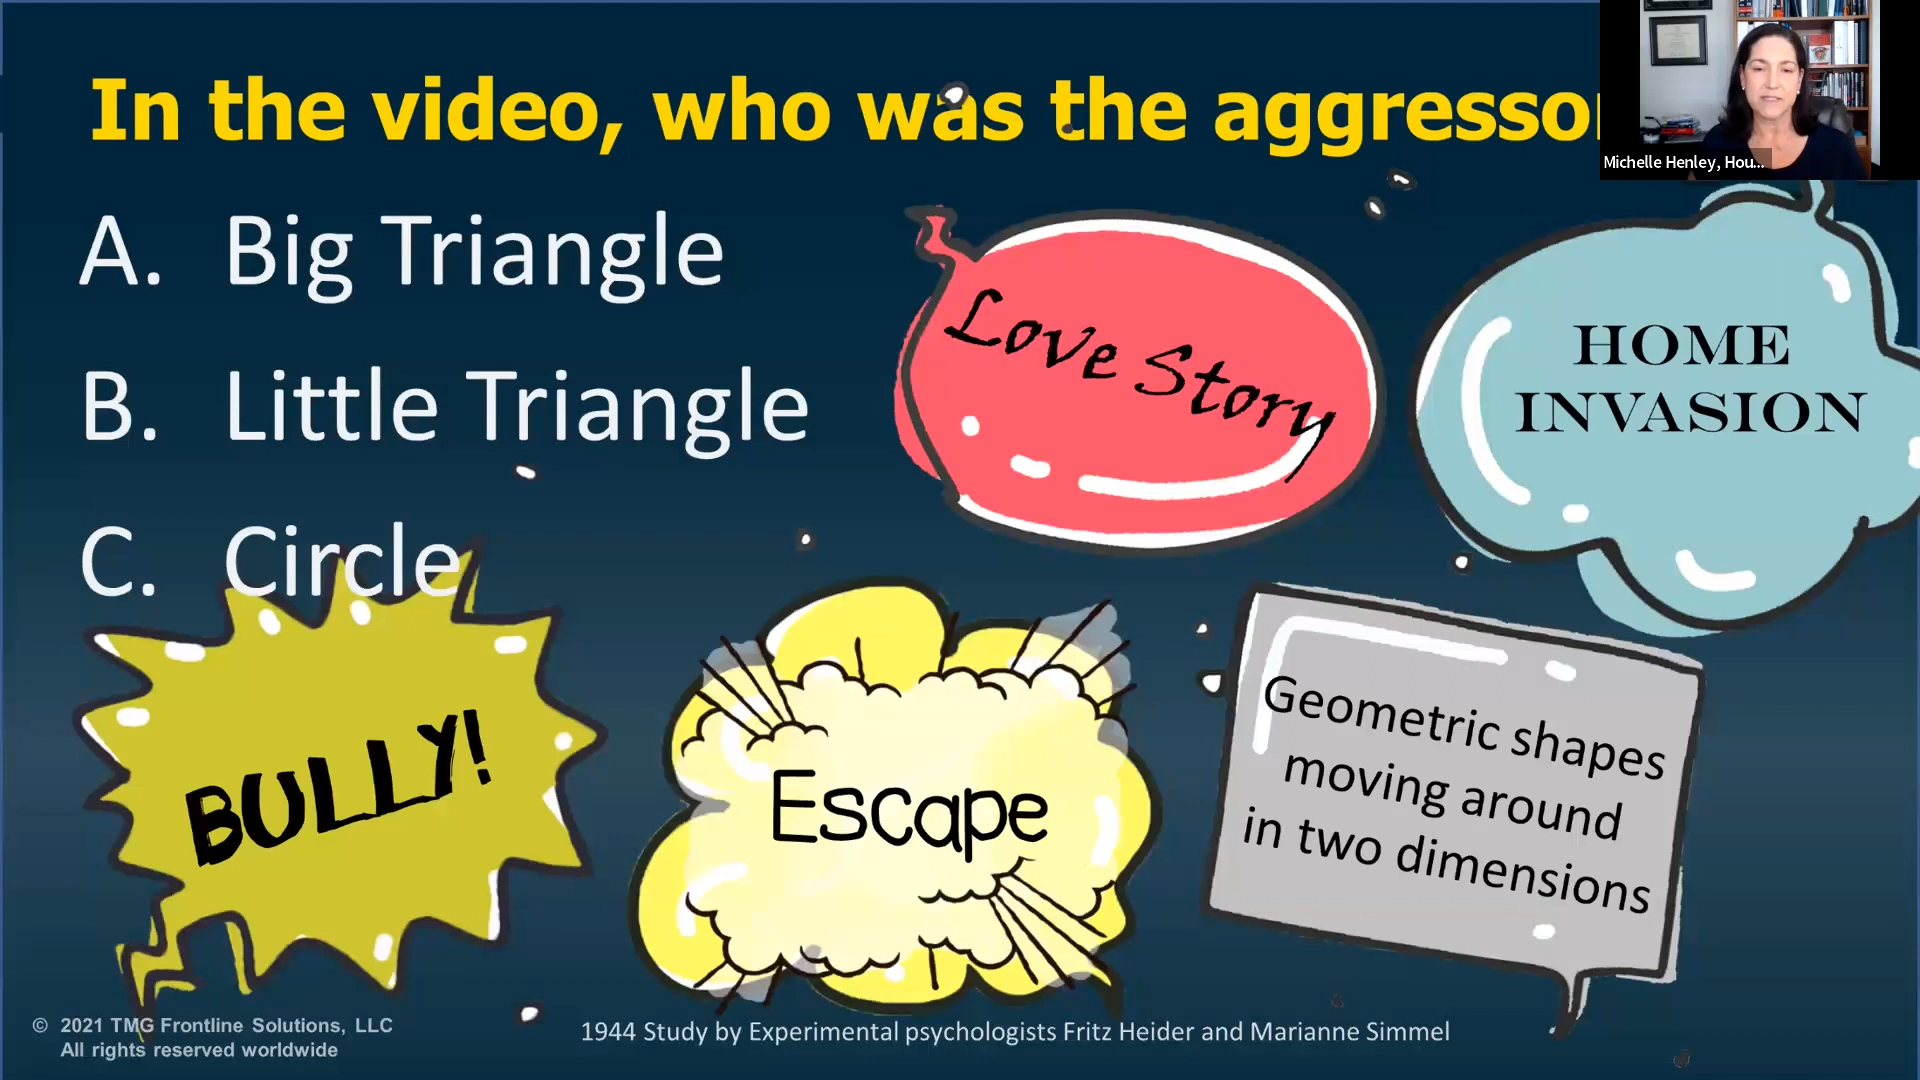 In the video, who was the aggresso
Michelle Henley, Hou...
A. Big Triangle
B. Little Triangle
C. Circle
Love Story
HOME
INVASION
BULLY!
Escape
Geometric shapes
moving around
in two dimensions
© 2021 TMG Frontline Solutions, LLC
All rights reserved worldwide
1944 Study by Experimental psychologists Fritz Heider and Marianne Simmel